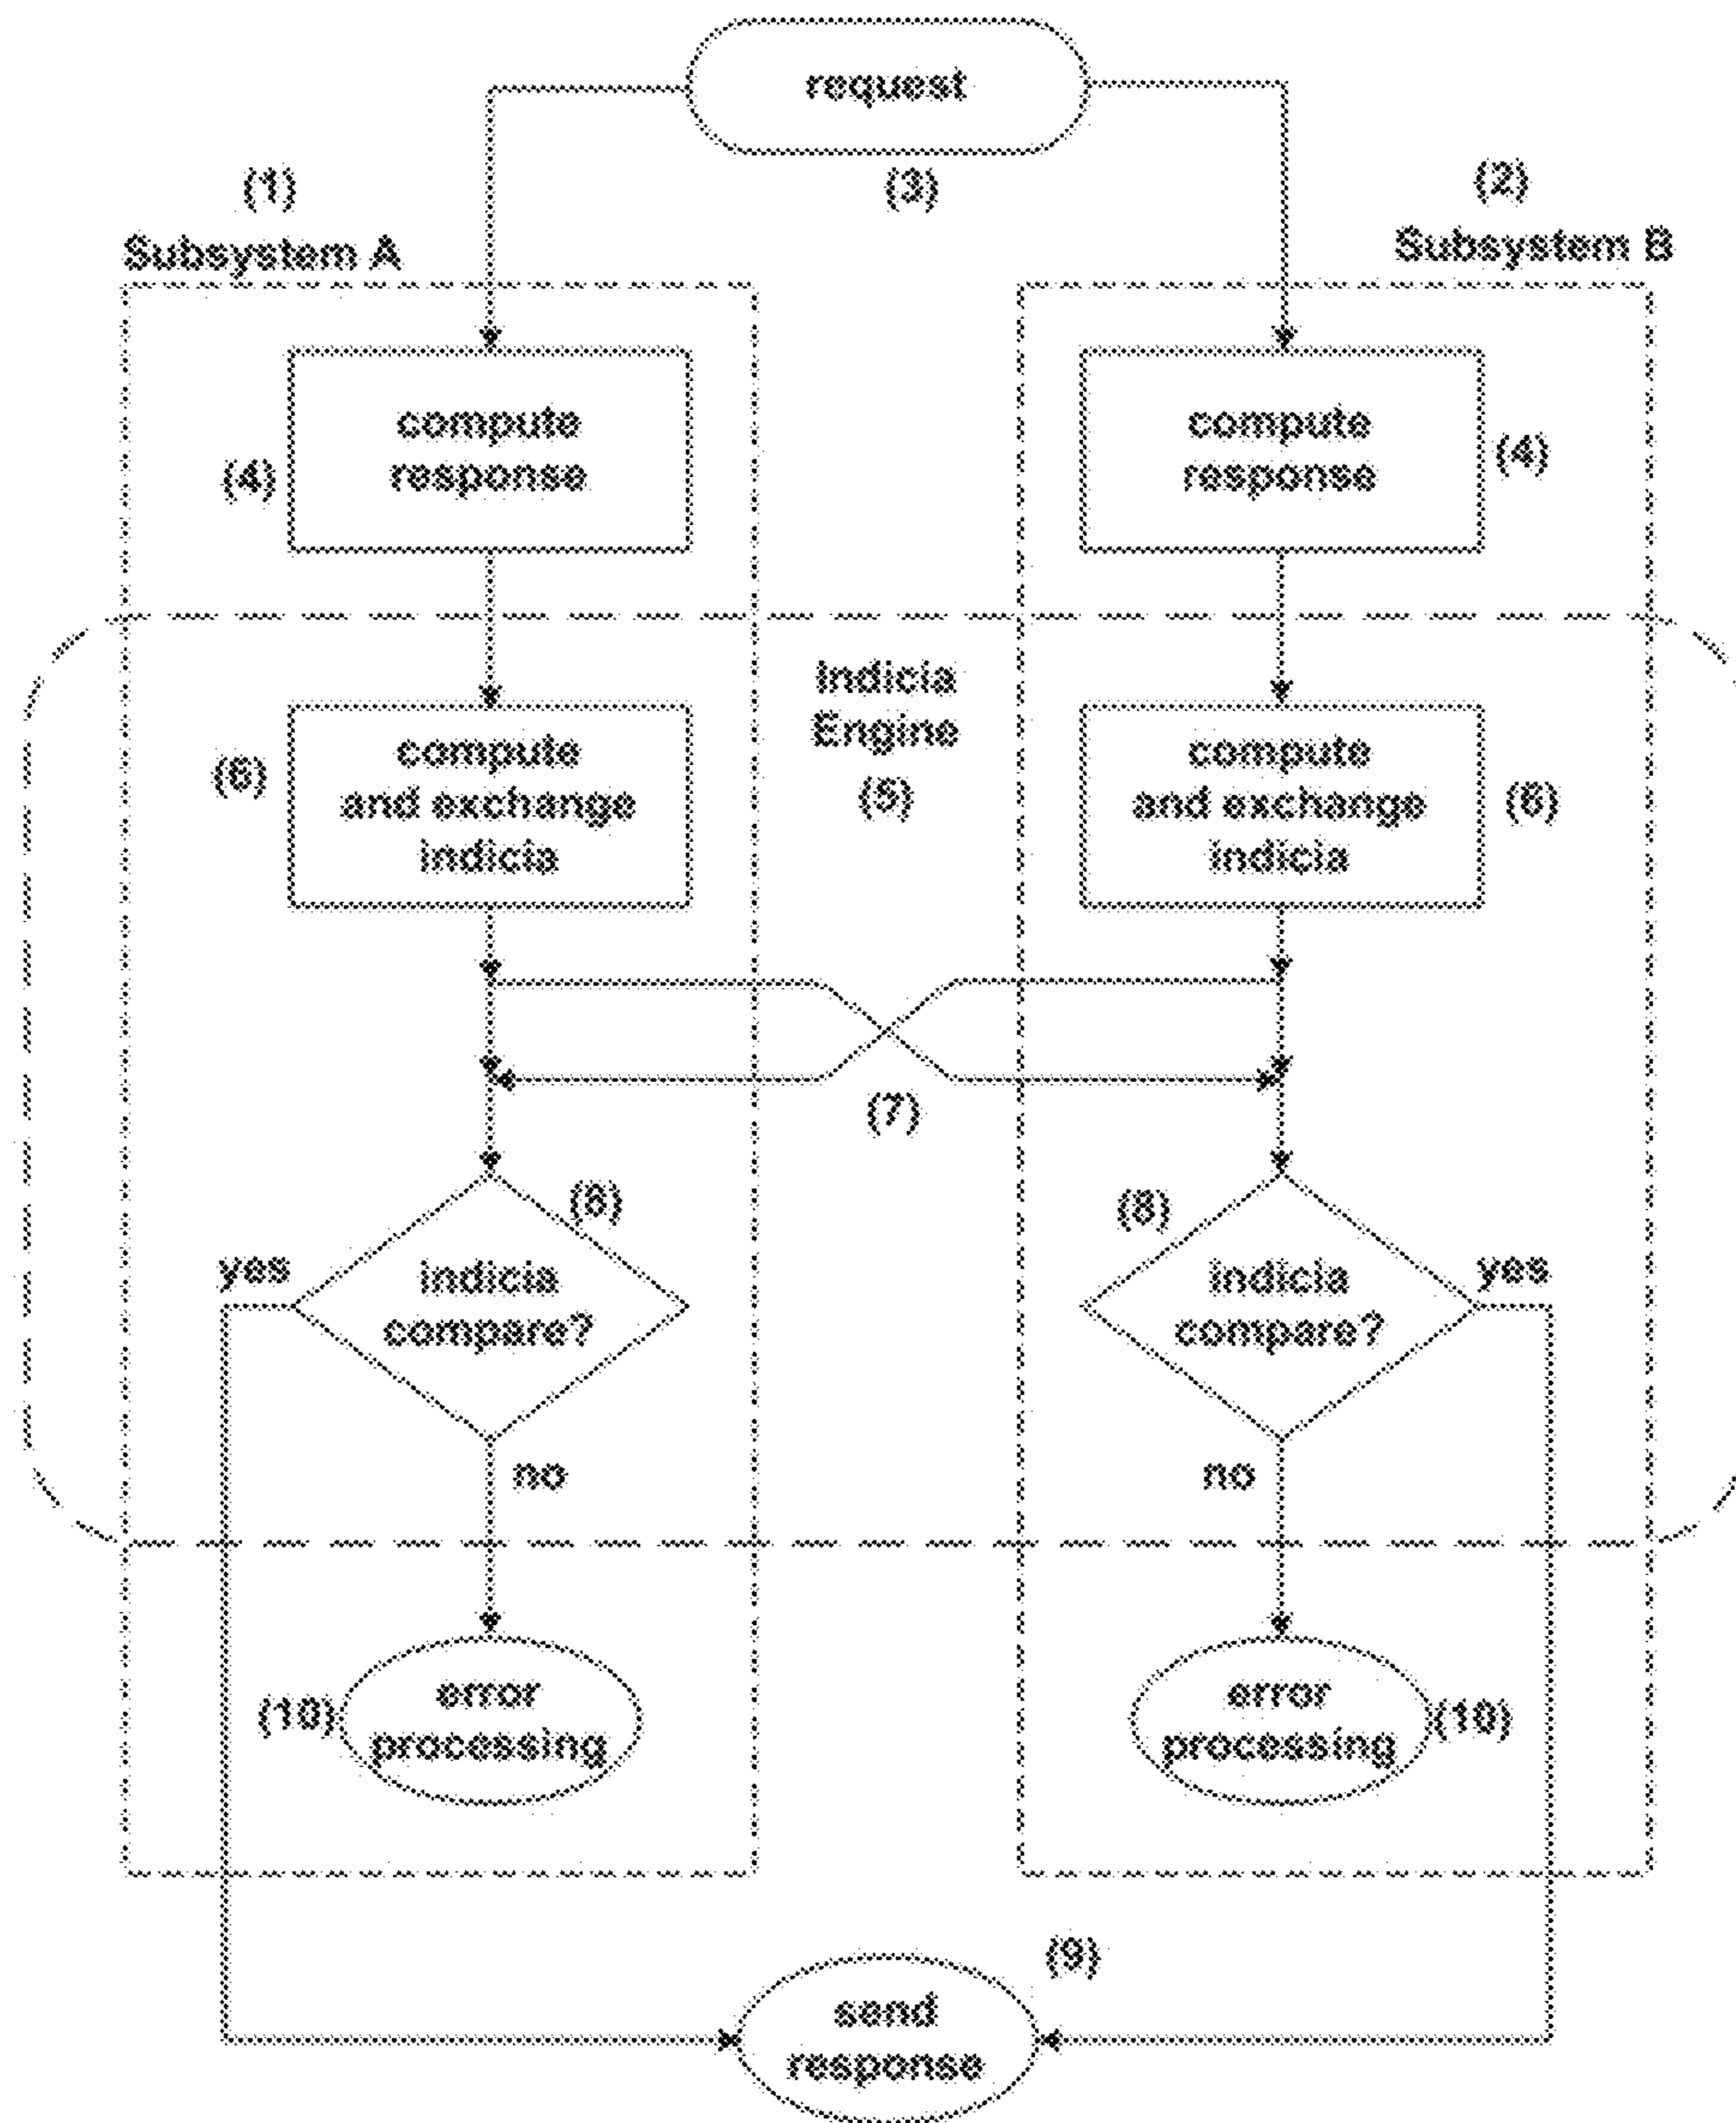 request
(3)
(1)
Subsystem A
(2)
Subsystem B
compute
response
(4)
compute
response
(4)
Indicia
Engine
(5)
compute
and exchange
indicia
(6)
compute
and exchange
indicia
(6)
(7)
(8)
indicia
compare?
yes
no
(8)
indicia
compare?
yes
no
error
processing
(10)
error
processing
(10)
(9)
send
response